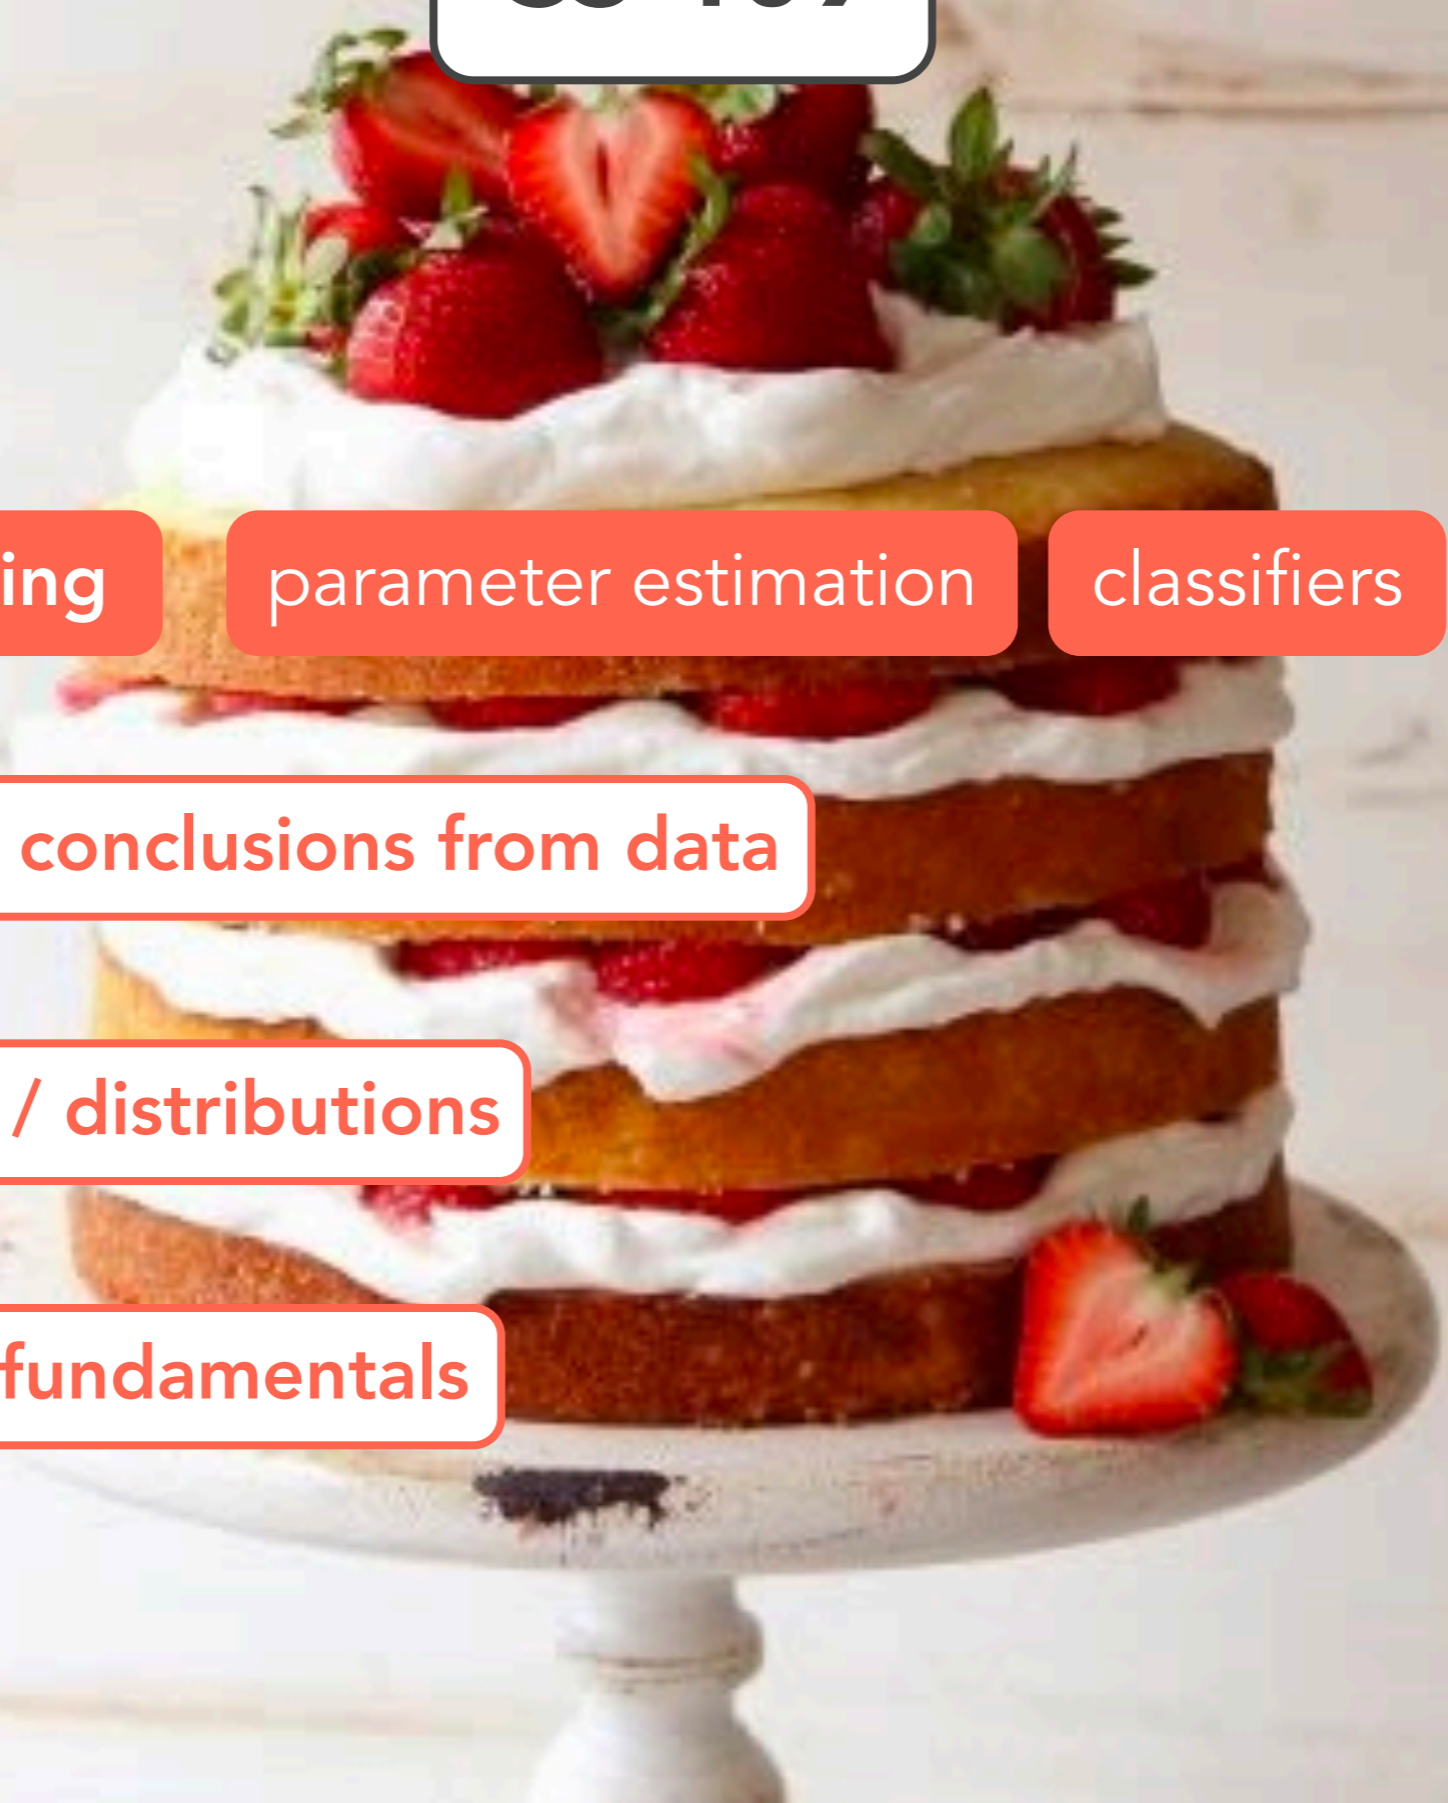 ing parameter estimation classifiers
conclusions from data
/ distributions
fundamentals